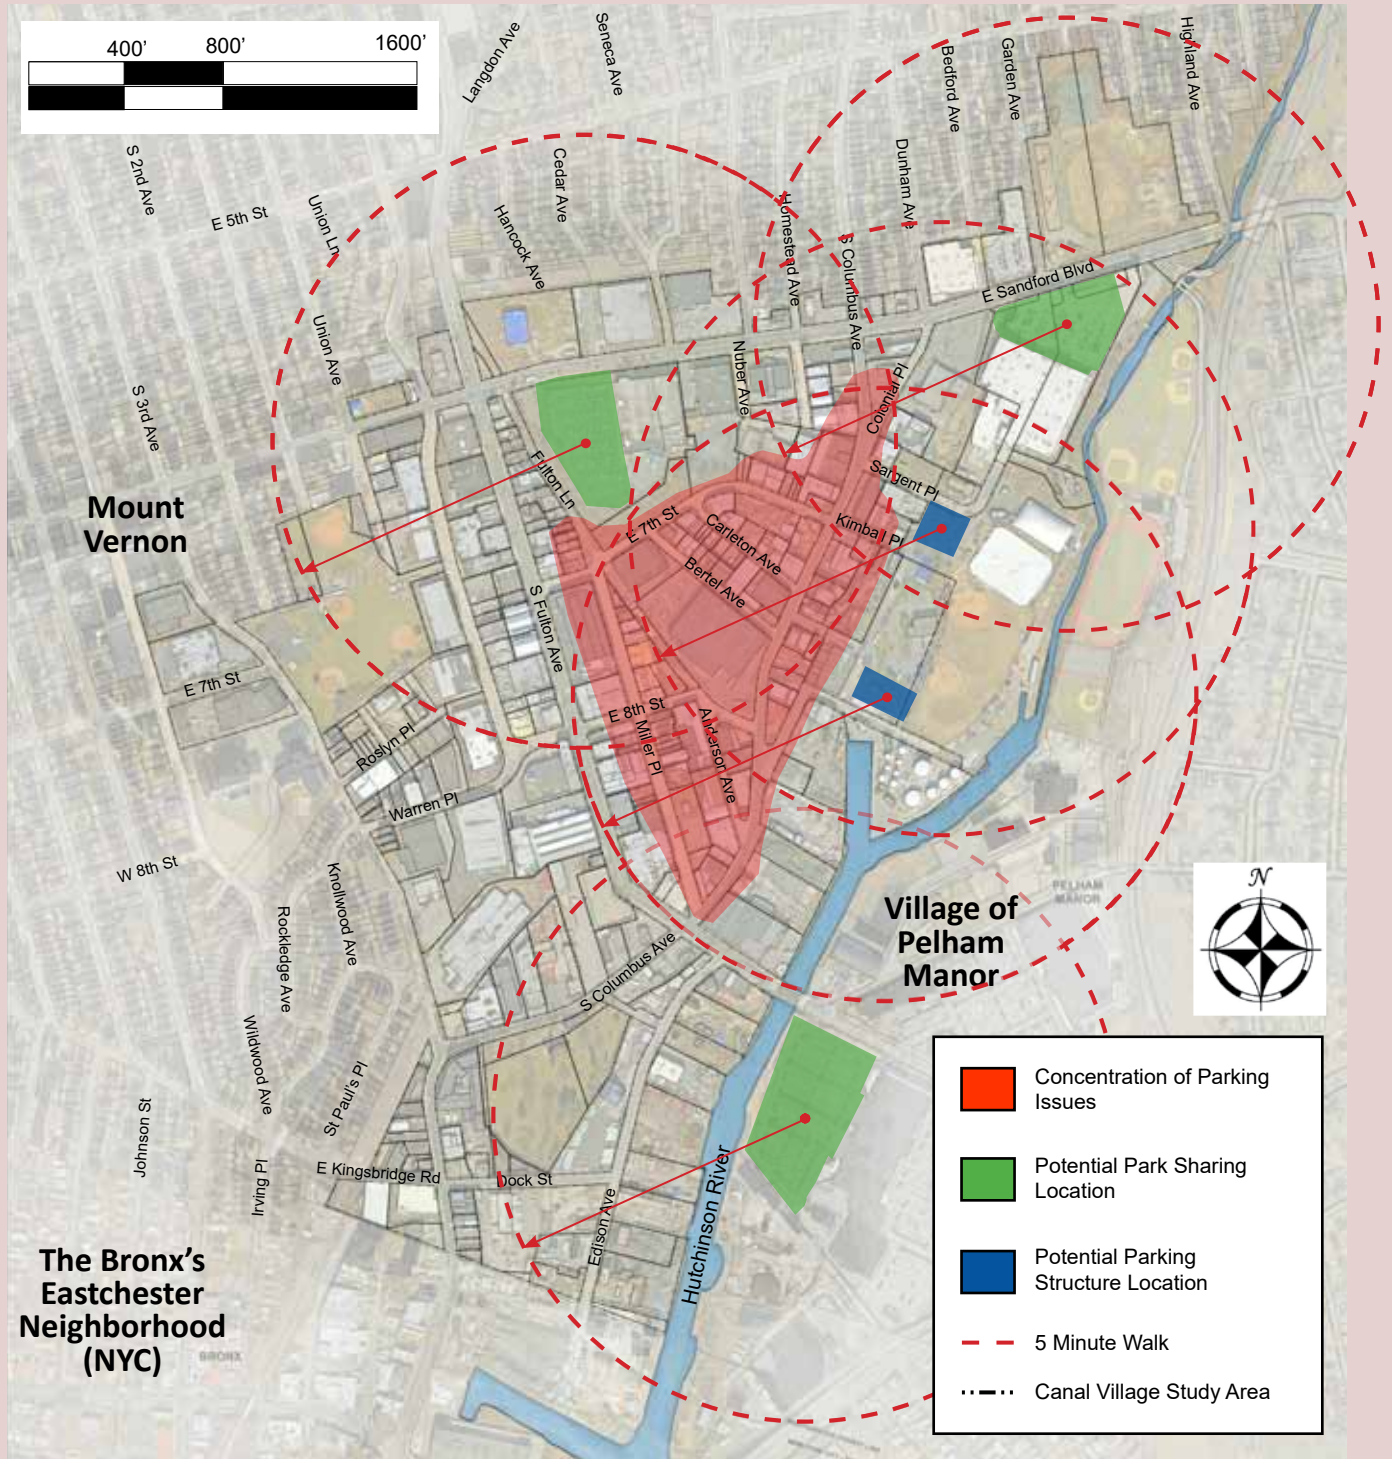 400’
800’
1600’
Langdon Ave
Seneca Ave
Bedford Ave
Garden Ave
Highland Ave
S 2nd Ave
E 5th St
Union Ln
Cedar Ave
Hancock Ave
Homestead Ave
S Columbus Ave
Dunham Ave
E Sandford Blvd
Union Ave
S 3rd Ave
Nuber Ave
Colonial Pl
Fulton Ln
Sargent Pl
Kimball Pl
E 7th St
Carleton Ave
Bertel Ave
Mount
Vernon
S Fulton Ave
E 7th St
E 8th St
Miller Pl
Anderson Ave
Roslyn Pl
Warren Pl
W 8th St
Knollwood Ave
Rockledge Ave
PELHAM
MANOR
Village of
Pelham
Manor
N
S Columbus Ave
Wildwood Ave
St Paul’s Pl
Johnson St
Irving Pl
E Kingsbridge Rd
Dock St
Edison Ave
Hutchinson River
The Bronx’s
Eastchester
Neighborhood
(NYC)
BRONX
Concentration of Parking
Issues
Potential Park Sharing
Location
Potential Parking
Structure Location
5 Minute Walk
Canal Village Study Area